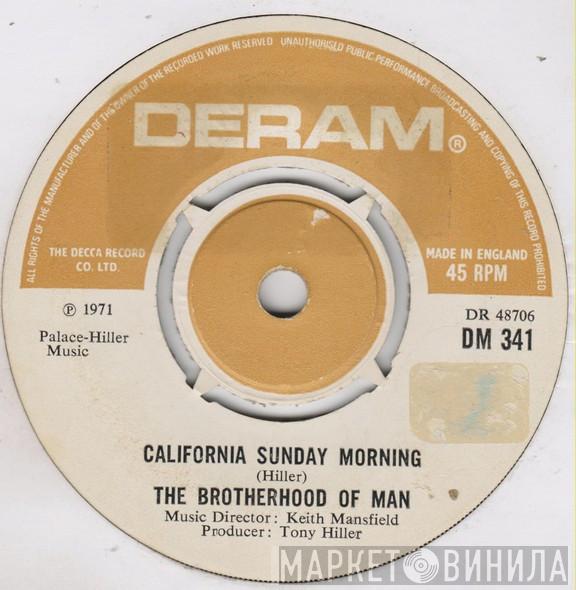 ALL RIGHTS OF THE MANUFACTURER AND OF THE OWNER OF THE RECORDED WORK RESERVED UNAUTHORISED PUBLIC PERFORMANCE BROADCASTING AND COPYING OF THIS RECORD PROHIBITED
DERAM®
THE DECCA RECORD
CO. LTD.
MADE IN ENGLAND
45 RPM
℗ 1971
Palace-Hiller
Music
DR 48706
DM 341
CALIFORNIA SUNDAY MORNING
(Hiller)
THE BROTHERHOOD OF MAN
Music Director: Keith Mansfield
Producer: Tony Hiller
МАРКЕТ ВИНИЛА